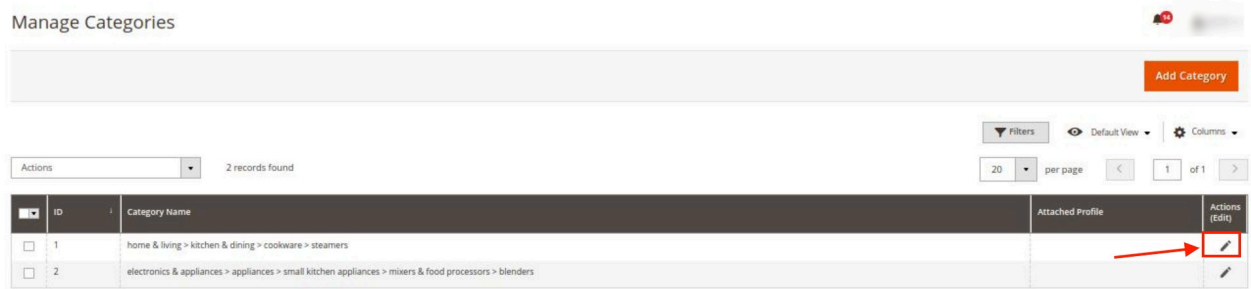 Manage Categories
54
Add Category
Filters
Default View
Columns
Actions
2 records found
20
per page
1
of 1
ID
Category Name
Attached Profile
Actions
(Edit)
1
home & living > kitchen & dining > cookware > steamers
2
electronics & appliances > appliances > small kitchen appliances > mixers & food processors > blenders